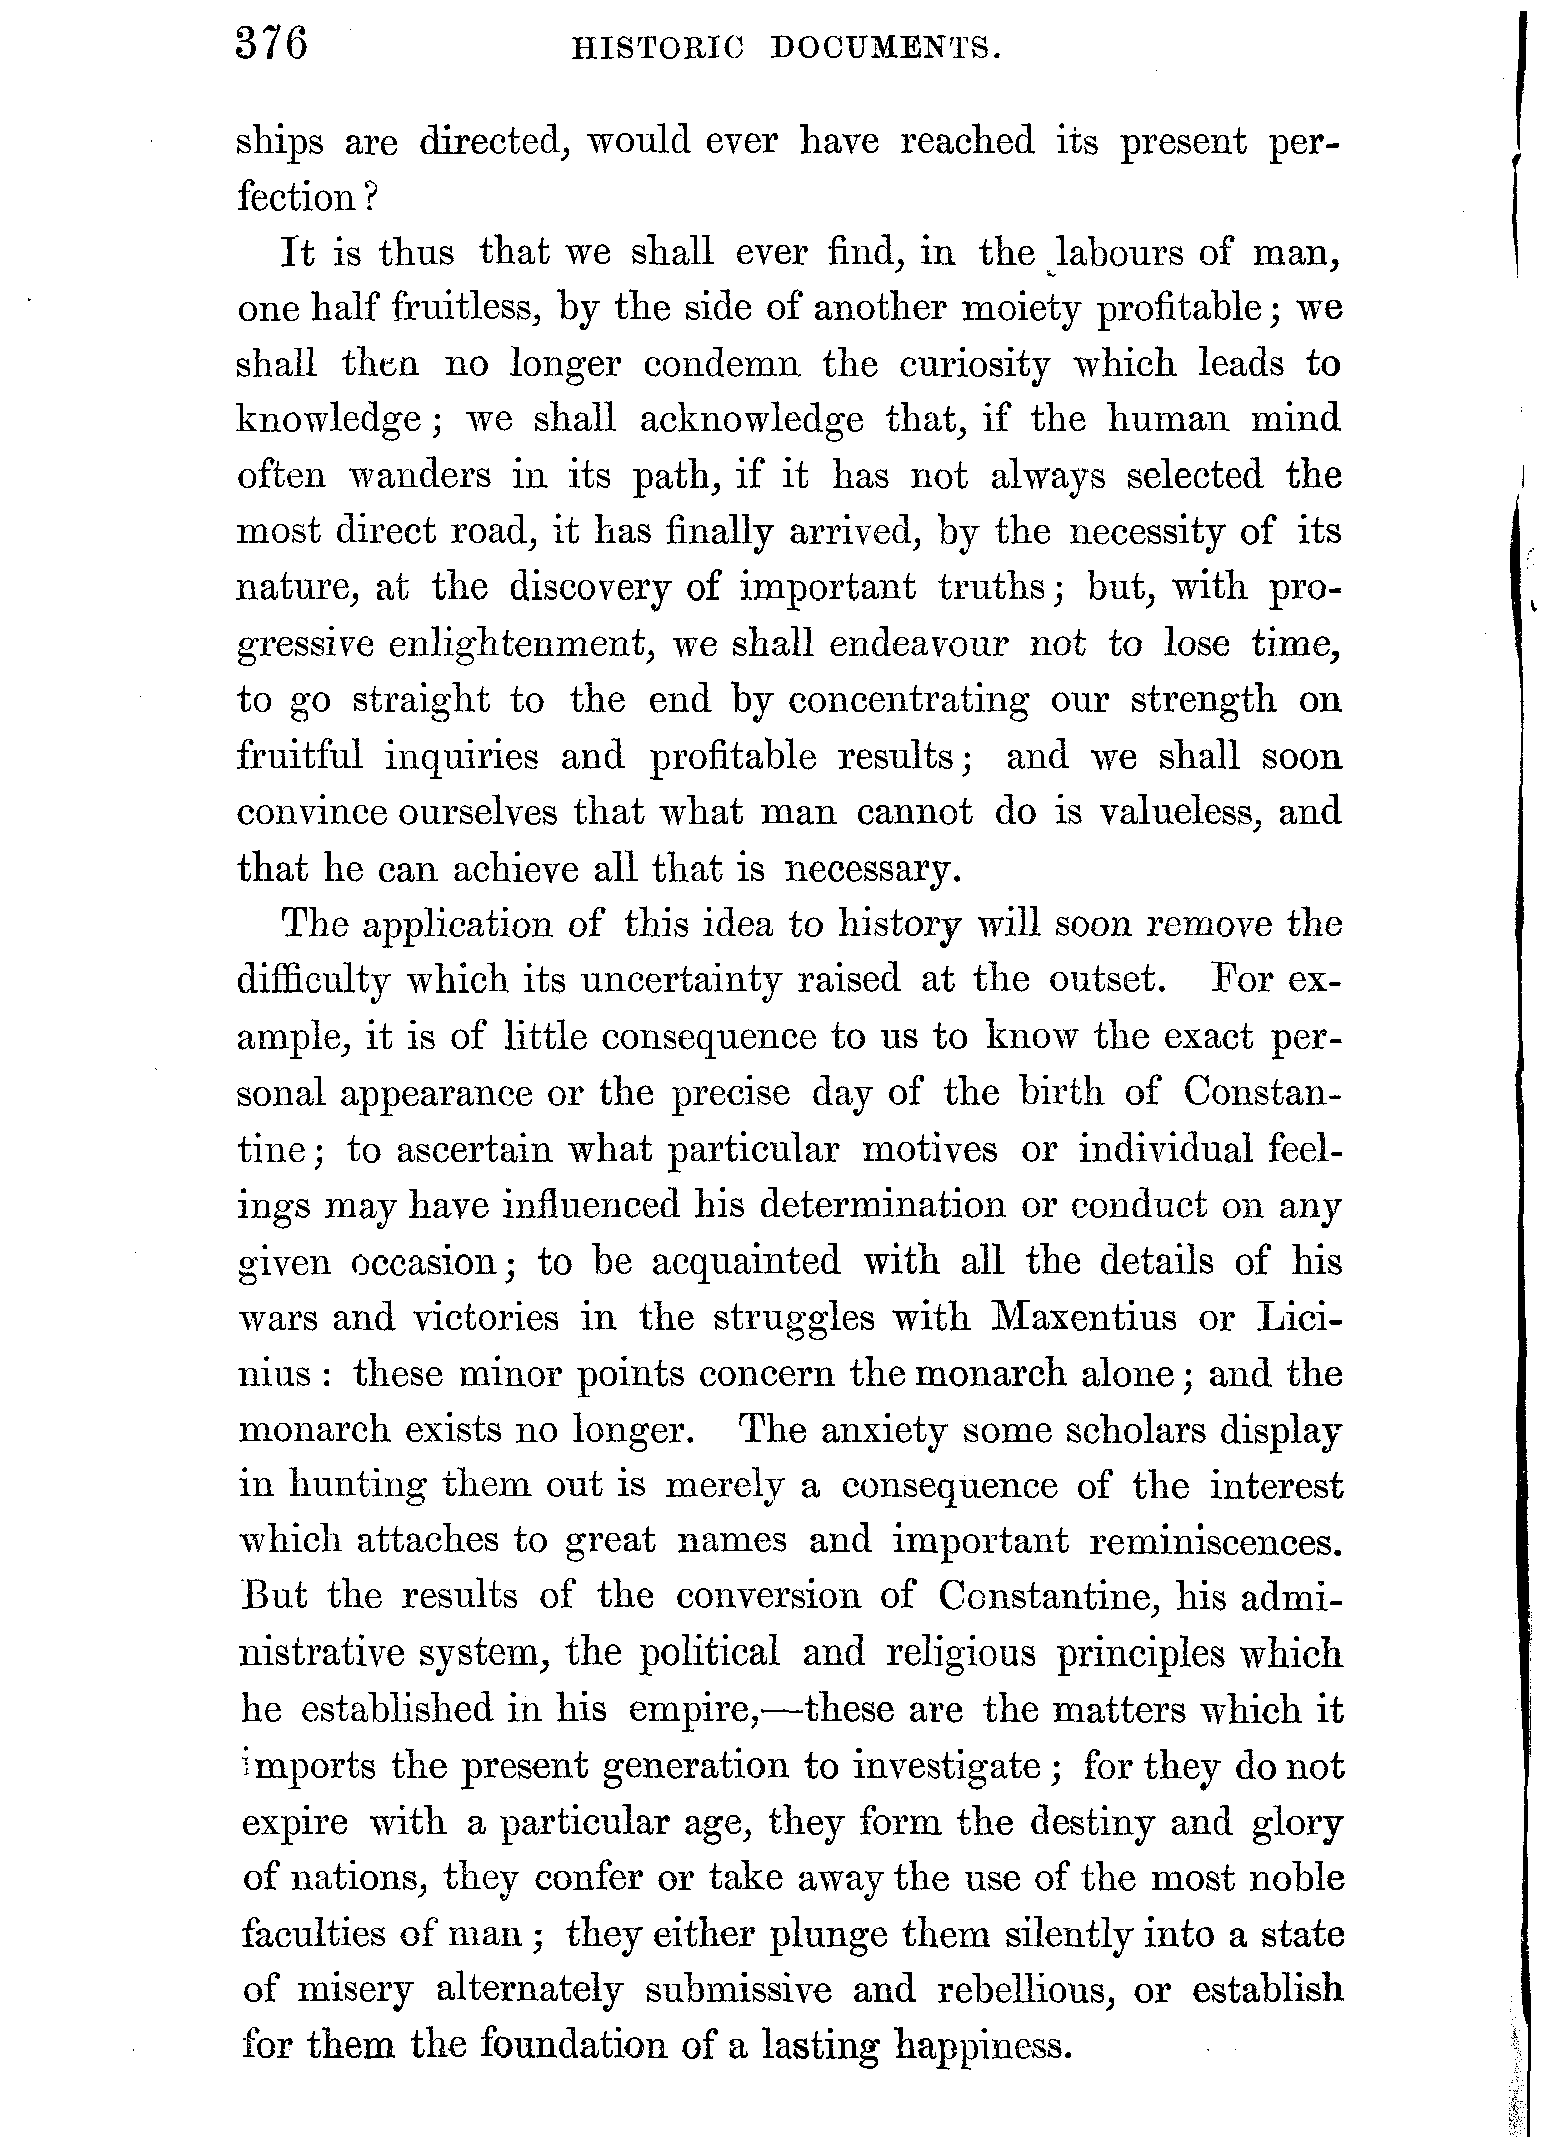 376 HISTORIC DOCUMENTS.
ships are directed, would ever have reached its present per-
fection?
It is thus that we shall ever find, in the labours of man,
one half fruitless, by the side of another moiety profitable; we
shall then no longer condemn the curiosity which leads to
knowledge; we shall acknowledge that, if the human mind
often wanders in its path, if it has not always selected the
most direct road, it has finally arrived, by the necessity of its
nature, at the discovery of important truths; but, with pro-
gressive enlightenment, we shall endeavour not to lose time,
to go straight to the end by concentrating our strength on
fruitful inquiries and profitable results; and we shall soon
convince ourselves that what man cannot do is valueless, and
that he can achieve all that is necessary.
The application of this idea to history will soon remove the
difficulty which its uncertainty raised at the outset. For ex-
ample, it is of little consequence to us to know the exact per-
sonal appearance or the precise day of the birth of Constan-
tine; to ascertain what particular motives or individual feel-
ings may have influenced his determination or conduct on any
given occasion; to be acquainted with all the details of his
wars and victories in the struggles with Maxentius or Lici-
nius: these minor points concern the monarch alone; and the
monarch exists no longer. The anxiety some scholars display
in hunting them out is merely a consequence of the interest
which attaches to great names and important reminiscences.
But the results of the conversion of Constantine, his admi-
nistrative system, the political and religious principles which
he established in his empire,—these are the matters which it
imports the present generation to investigate; for they do not
expire with a particular age, they form the destiny and glory
of nations, they confer or take away the use of the most noble
faculties of man; they either plunge them silently into a state
of misery alternately submissive and rebellious, or establish
for them the foundation of a lasting happiness.